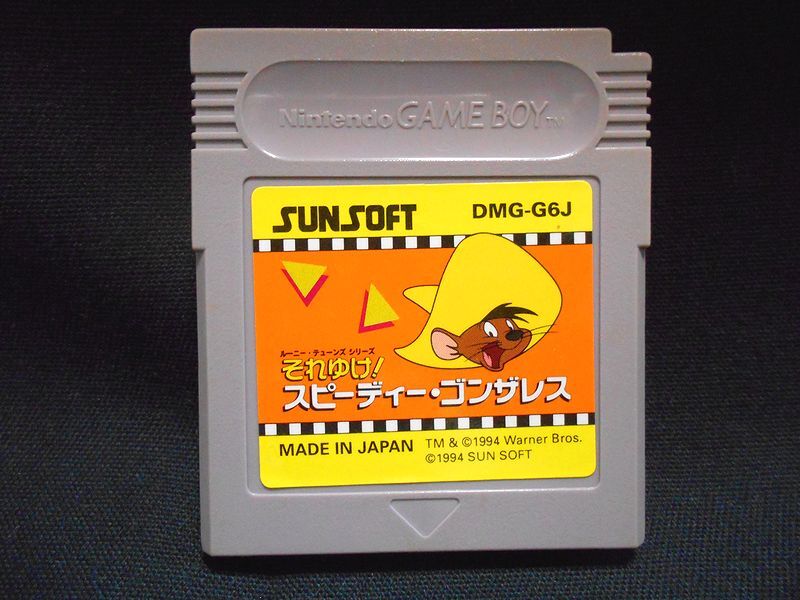 Nintendo GAME BOY TM
SUNSOFT DMG-G6J
ルーニー・テューンズ シリーズ
それゆけ!
スピーディー・ゴンザレス
MADE IN JAPAN TM & ©1994 Warner Bros.
©1994 SUN SOFT